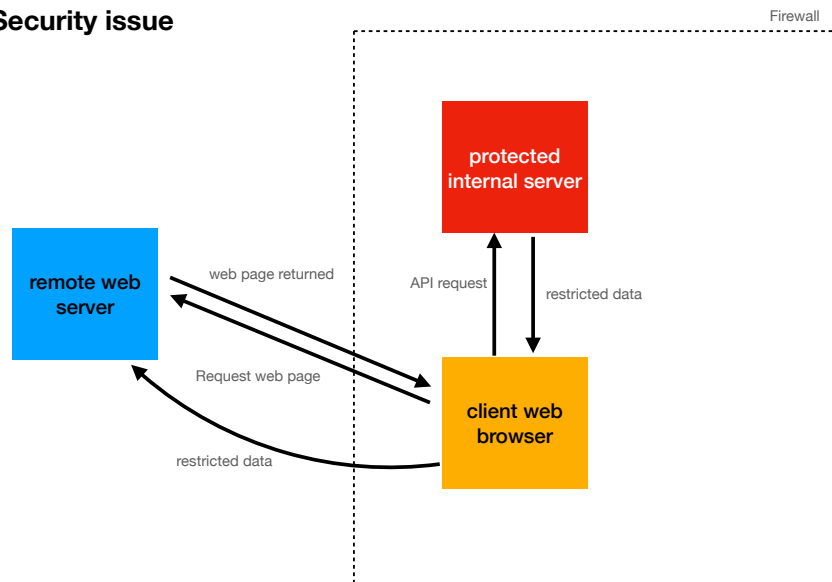 Security issue
Firewall
protected
internal server
remote web
server
web page returned
API request
restricted data
Request web page
client web
browser
restricted data